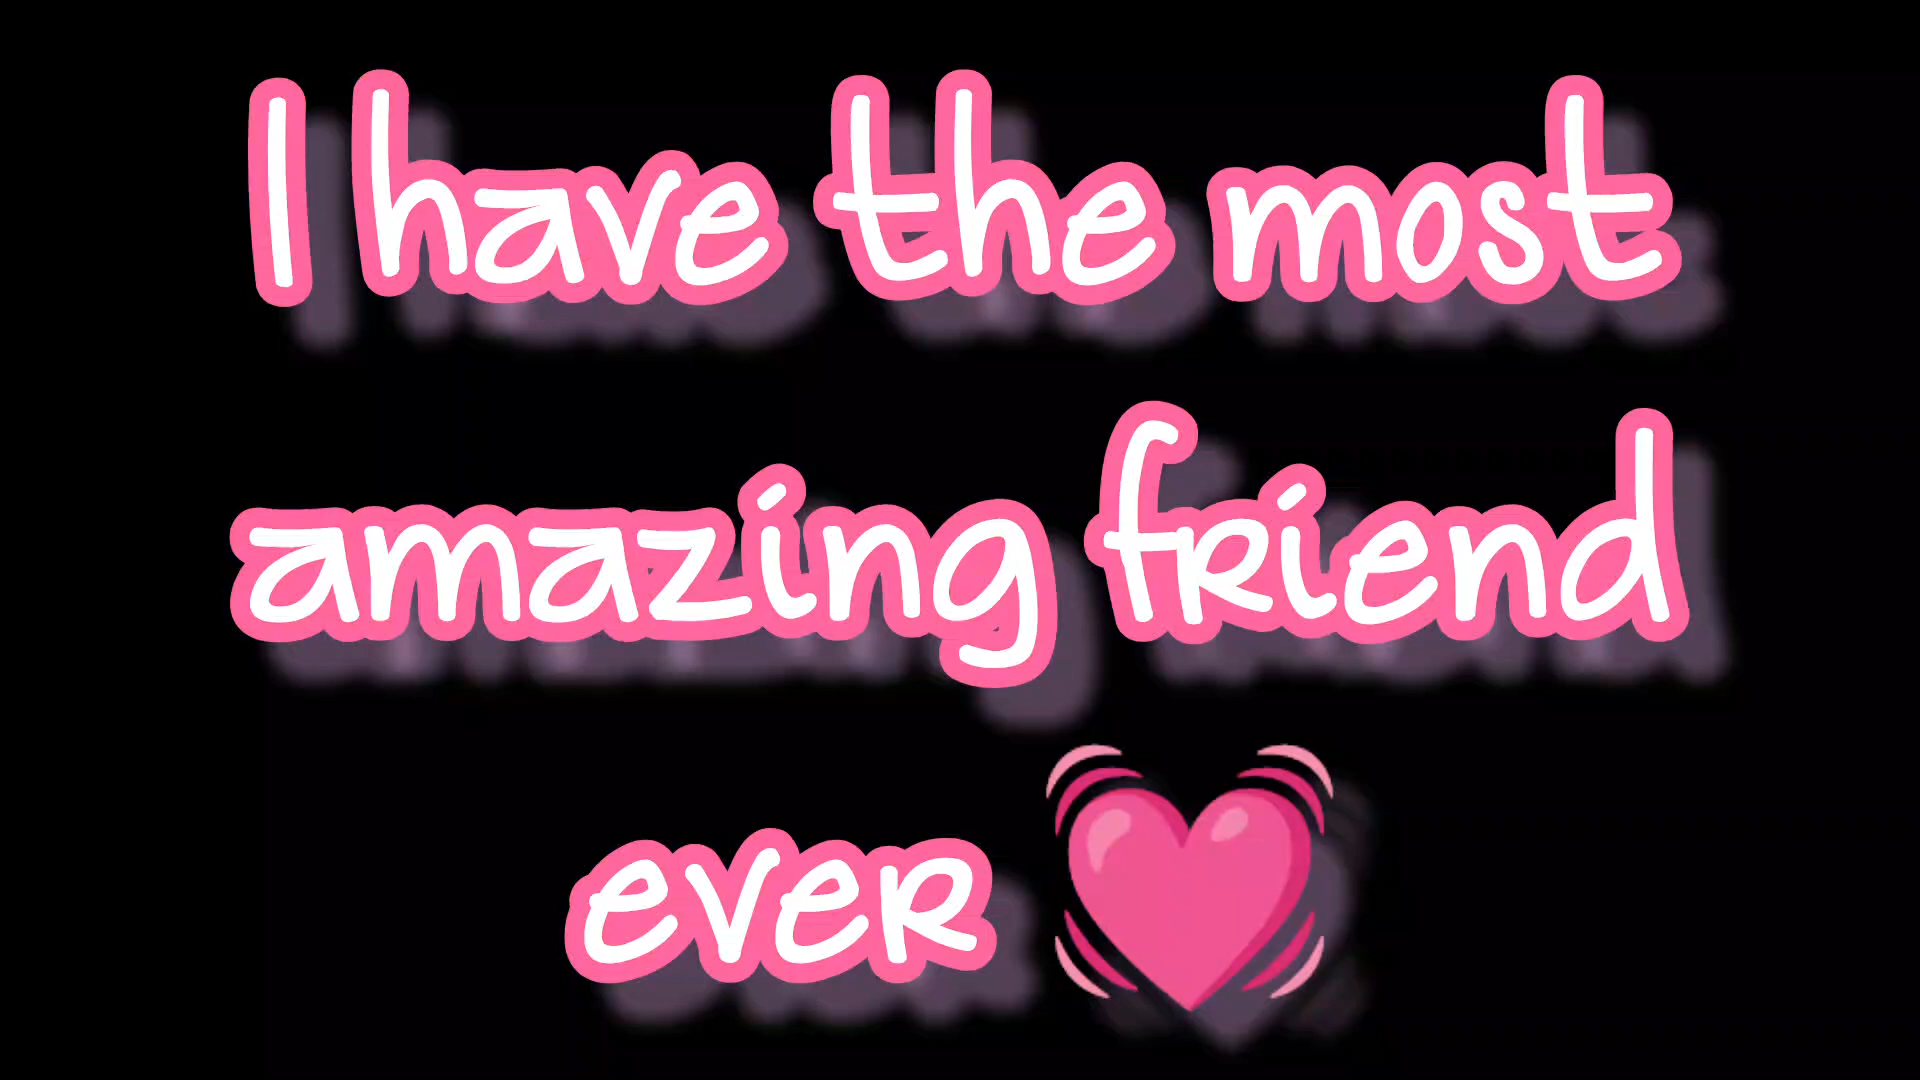 I have the most
amazing friend
ever 💓